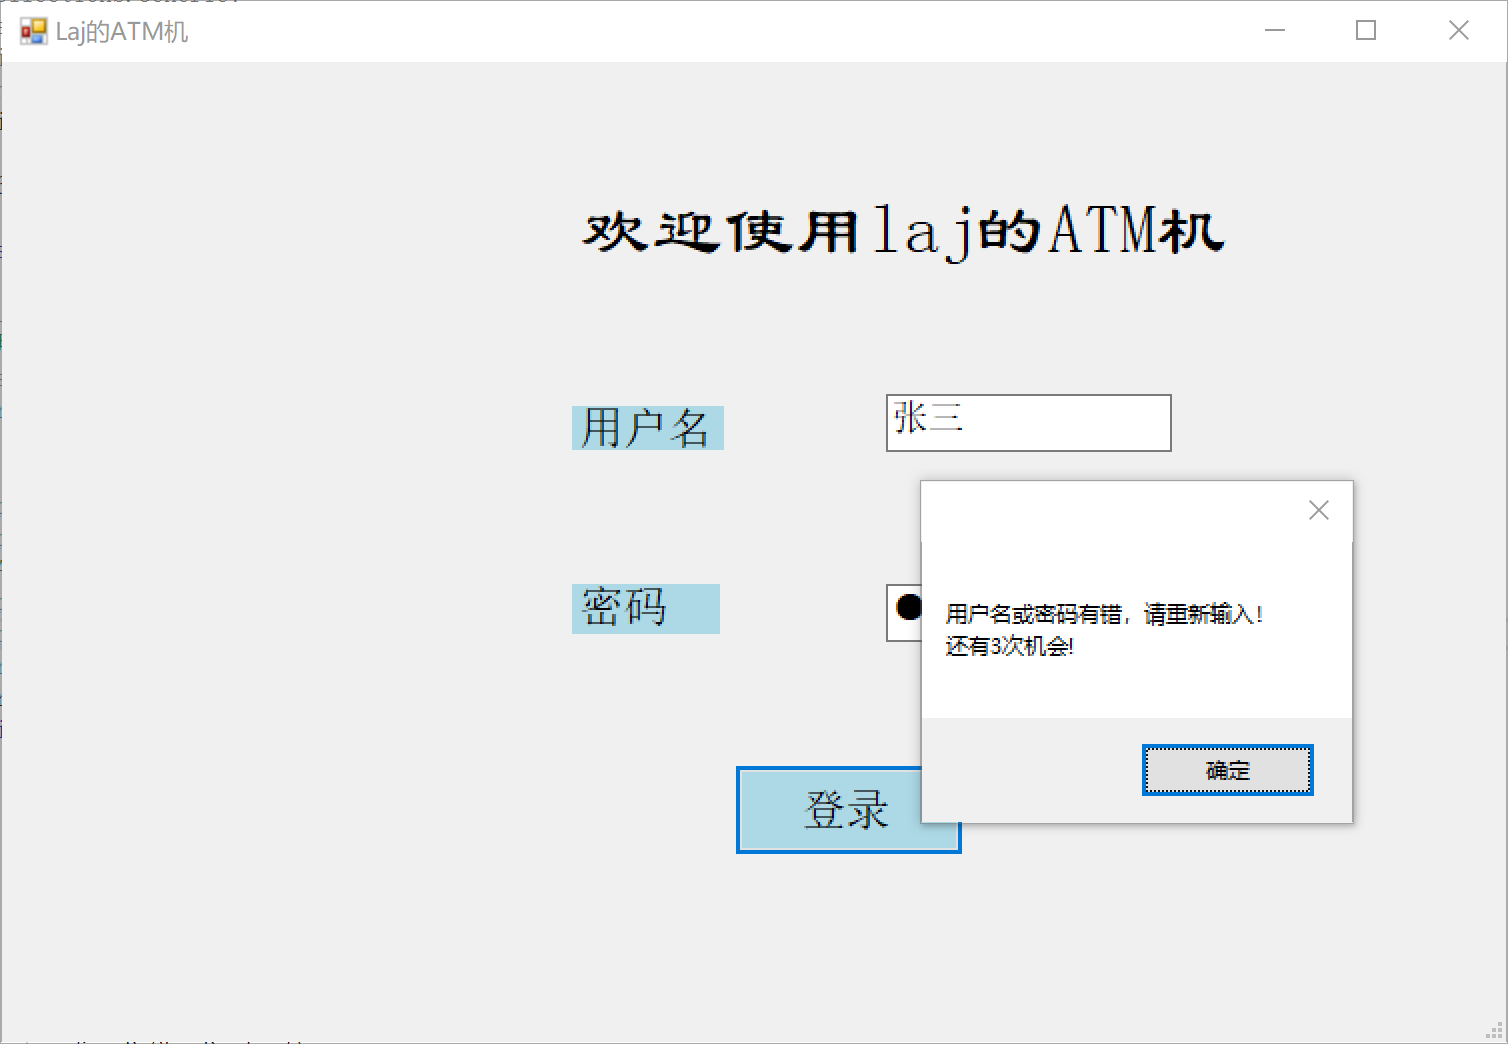 Laj的ATM机
欢迎使用laj的ATM机
用户名
张三
密码
用户名或密码有错，请重新输入！
还有3次机会!
确定
登录